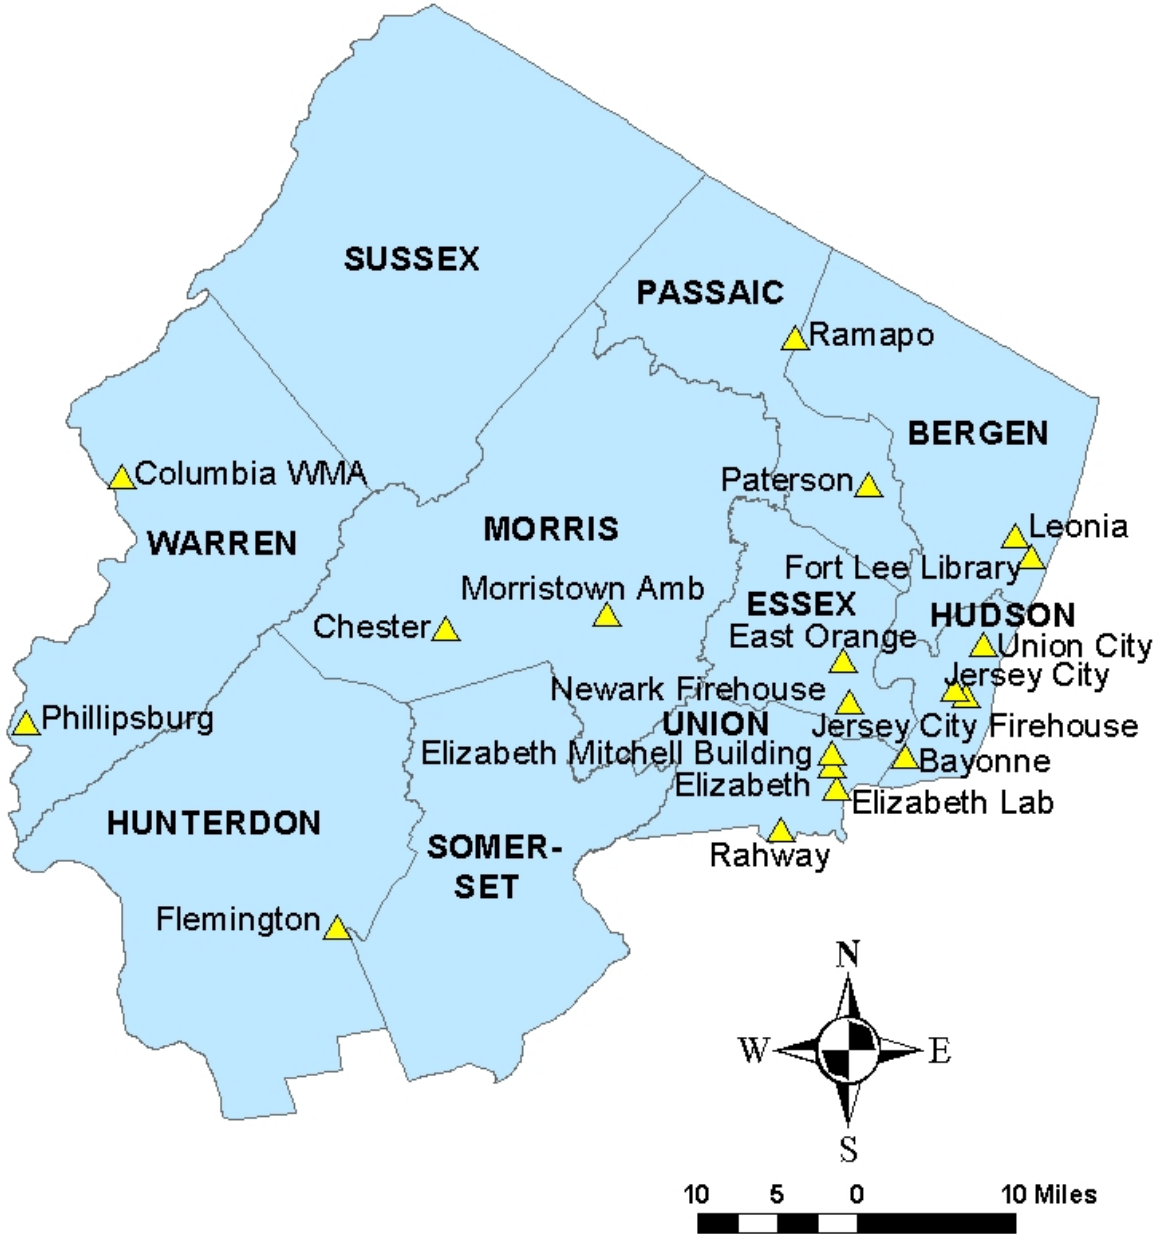 SUSSEX
PASSAIC
Ramapo
BERGEN
Columbia WMA
Paterson
Leonia
MORRIS
WARREN
Fort Lee Library
Morristown Amb
ESSEX
HUDSON
Chester
East Orange
Union City
Jersey City
Newark Firehouse
Phillipsburg
UNION
Jersey City Firehouse
Elizabeth Mitchell Building
Bayonne
Elizabeth
Elizabeth Lab
HUNTERDON
SOMER-
SET
Rahway
Flemington
N
W E
S
10 5 0 10 Miles